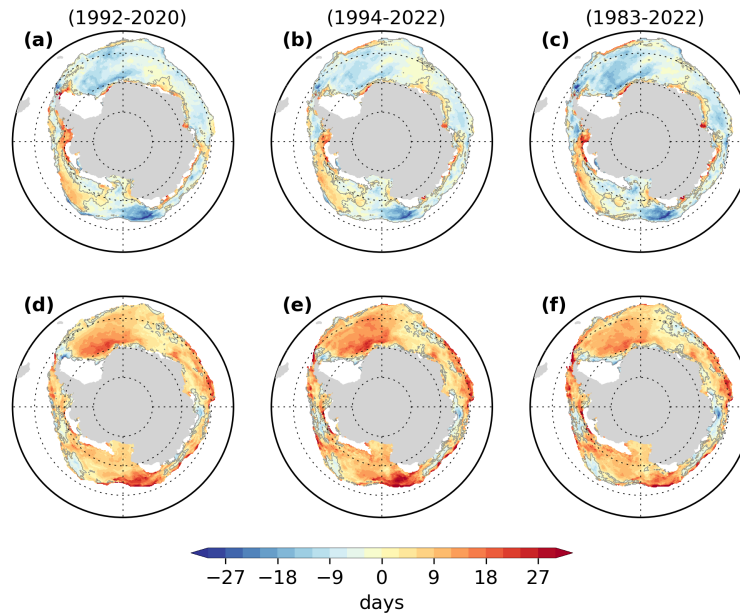 (1992-2020) (1994-2022) (1983-2022)
(a) (b) (c)
(d) (e) (f)
−27 −18 −9 0 9 18 27
days